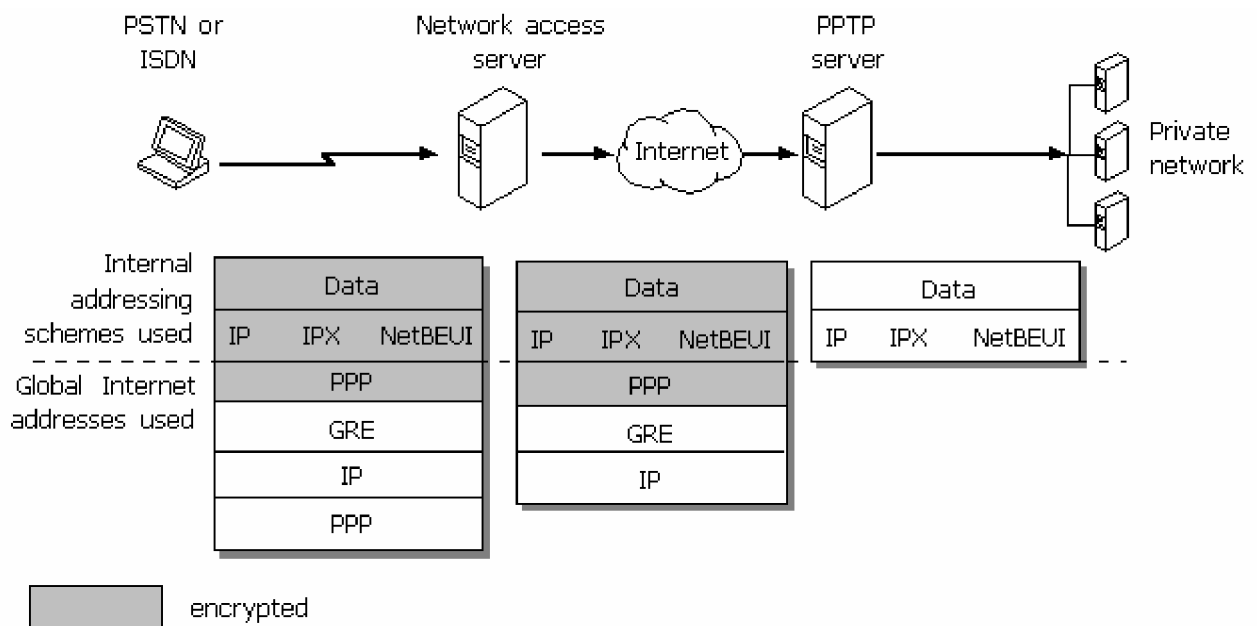 PSTN or
ISDN
Network access
server
PPTP
server
Internet
Private
network
Internal
addressing
schemes used
Global Internet
addresses used
Data
IP IPX NetBEUI
PPP
GRE
IP
PPP
Data
IP IPX NetBEUI
PPP
GRE
IP
Data
IP IPX NetBEUI
encrypted